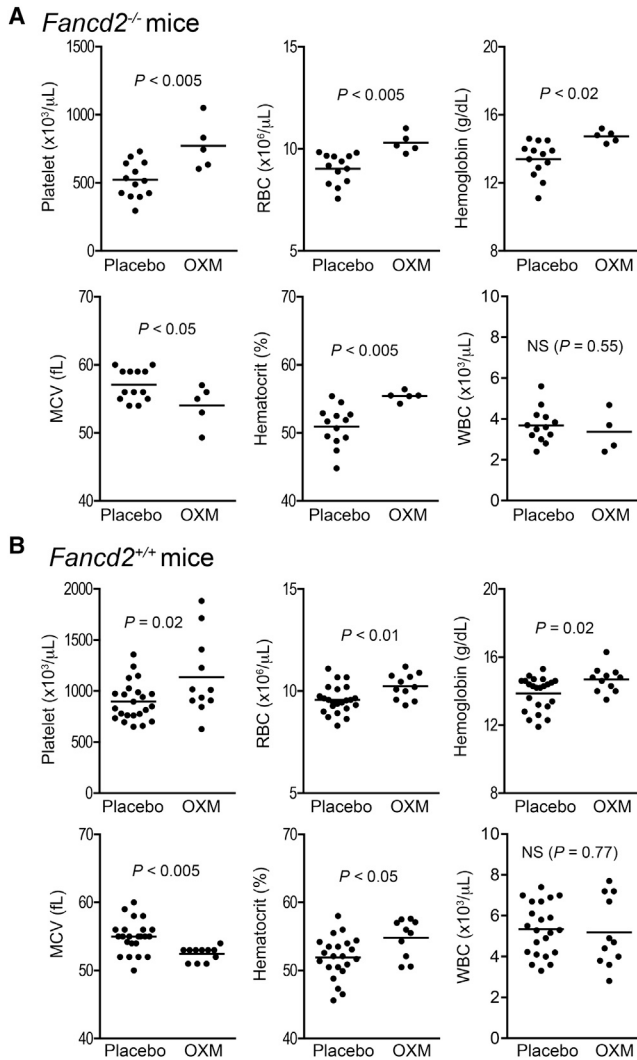 A
Fancd2-/- mice
1500
1000
500
0
Platelet (x10³/μL)
P < 0.005
Placebo OXM
15
10
5
RBC (x10⁶/μL)
P < 0.005
Placebo OXM
20
16
12
8
Hemoglobin (g/dL)
P < 0.02
Placebo OXM
70
60
50
40
MCV (fL)
P < 0.05
Placebo OXM
70
60
50
40
Hematocrit (%)
P < 0.005
Placebo OXM
10
8
6
4
2
0
WBC (x10³/μL)
NS (P = 0.55)
Placebo OXM
B
Fancd2+/+ mice
2000
1500
1000
500
0
Platelet (x10³/μL)
P = 0.02
Placebo OXM
15
10
5
RBC (x10⁶/μL)
P < 0.01
Placebo OXM
20
16
12
8
Hemoglobin (g/dL)
P = 0.02
Placebo OXM
70
60
50
40
MCV (fL)
P < 0.005
Placebo OXM
70
60
50
40
Hematocrit (%)
P < 0.05
Placebo OXM
10
8
6
4
2
0
WBC (x10³/μL)
NS (P = 0.77)
Placebo OXM